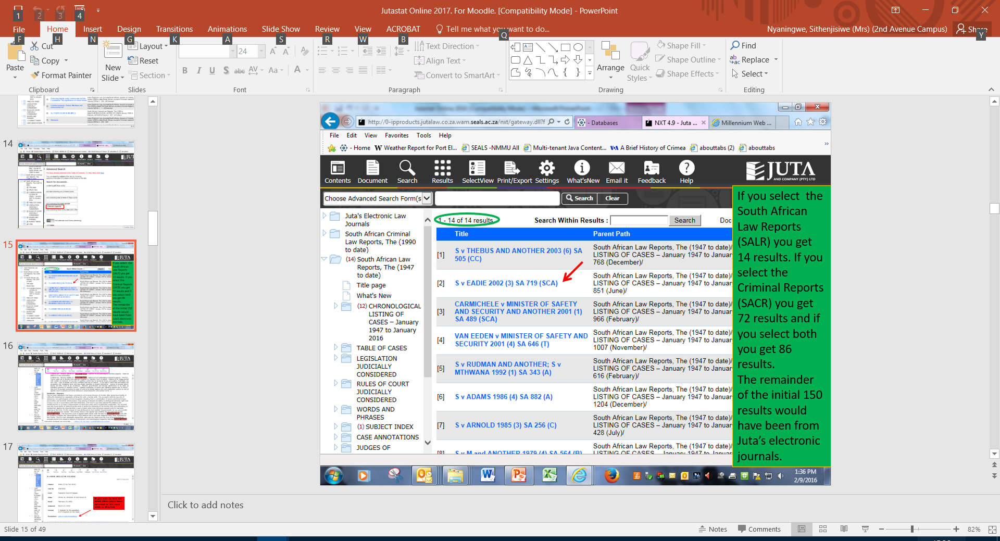 Jutastat Online 2017. For Moodle. [Compatibility Mode] - PowerPoint
1 2 3 4
File Home Insert Design Transitions Animations Slide Show Review View ACROBAT Tell me what you want to do...
Nyaningwe, Sithenjisiwe (Mrs) (2nd Avenue Campus) Share
F H N G K A S R W B Q Y
Cut
Copy
Format Painter
Paste
Clipboard
New
Slide
Layout
Reset
Section
Slides
24
B I U S abc AV Aa A
Font
Text Direction
Align Text
Convert to SmartArt
Paragraph
Arrange
Quick
Styles
Shape Fill
Shape Outline
Shape Effects
Drawing
Find
Replace
Select
Editing
14
15
16
17
http://0-ipproducts.jutalaw.co.za.wam.seals.ac.za/nxt/gateway.dll?f
- Databases
NXT 4.9 - Juta ...
Millennium Web ...
File Edit View Favorites Tools Help
- Home
Weather Report for Port El...
SEALS -NMMU All
Multi-tenant Java Content...
A Brief History of Crimea
abouttabs (2)
abouttabs
Contents Document Search Results SelectView Print/Export Settings What'sNew Email it Feedback Help
JUTA
AND COMPANY (PTY) LTD
Choose Advanced Search Form(s
Search Clear
Juta's Electronic Law
Journals
South African Criminal
Law Reports, The (1990
to date)
(14) South African Law
Reports, The (1947
to date)
Title page
What's New
(12) CHRONOLOGICAL
LISTING OF
CASES – January
1947 to January
2016
TABLE OF CASES
LEGISLATION
JUDICIALLY
CONSIDERED
RULES OF COURT
JUDICIALLY
CONSIDERED
WORDS AND
PHRASES
(1) SUBJECT INDEX
CASE ANNOTATIONS
JUDGES OF
1 - 14 of 14 results
Search Within Results : Search Doc
Title Parent Path
[1] S v THEBUS AND ANOTHER 2003 (6) SA
505 (CC)
South African Law Reports, The (1947 to date)/
LISTING OF CASES – January 1947 to Januar
768 (December)/
[2] S v EADIE 2002 (3) SA 719 (SCA)
South African Law Reports, The (1947 to date)/
LISTING OF CASES – January 1947 to Januar
851 (June)/
[3] CARMICHELE v MINISTER OF SAFETY
AND SECURITY AND ANOTHER 2001 (1)
SA 489 (SCA)
South African Law Reports, The (1947 to date)/
LISTING OF CASES – January 1947 to Januar
966 (February)/
[4] VAN EEDEN v MINISTER OF SAFETY AND
SECURITY 2001 (4) SA 646 (T)
South African Law Reports, The (1947 to date)/
LISTING OF CASES – January 1947 to Januar
1007 (November)/
[5] S v RUDMAN AND ANOTHER; S v
MTHWANA 1992 (1) SA 343 (A)
South African Law Reports, The (1947 to date)/
LISTING OF CASES – January 1947 to Januar
616 (February)/
[6] S v ADAMS 1986 (4) SA 882 (A)
South African Law Reports, The (1947 to date)/
LISTING OF CASES – January 1947 to Januar
1204 (December)/
[7] S v ARNOLD 1985 (3) SA 256 (C)
South African Law Reports, The (1947 to date)/
LISTING OF CASES – January 1947 to Januar
428 (July)/
[8] S v M and ANOTHER 1979 (4) SA 564 (B)
South African Law Reports, The (1947 to date)/
LISTING OF CASES – January 1947 to Januar
If you select the
South African
Law Reports
(SALR) you get
14 results. If you
select the
Criminal Reports
(SACR) you get
72 results and if
you select both
you get 86
results.
The remainder
of the initial 150
results would
have been from
Juta’s electronic
journals.
1:36 PM
2/9/2016
Click to add notes
Slide 15 of 49
Notes Comments 82%